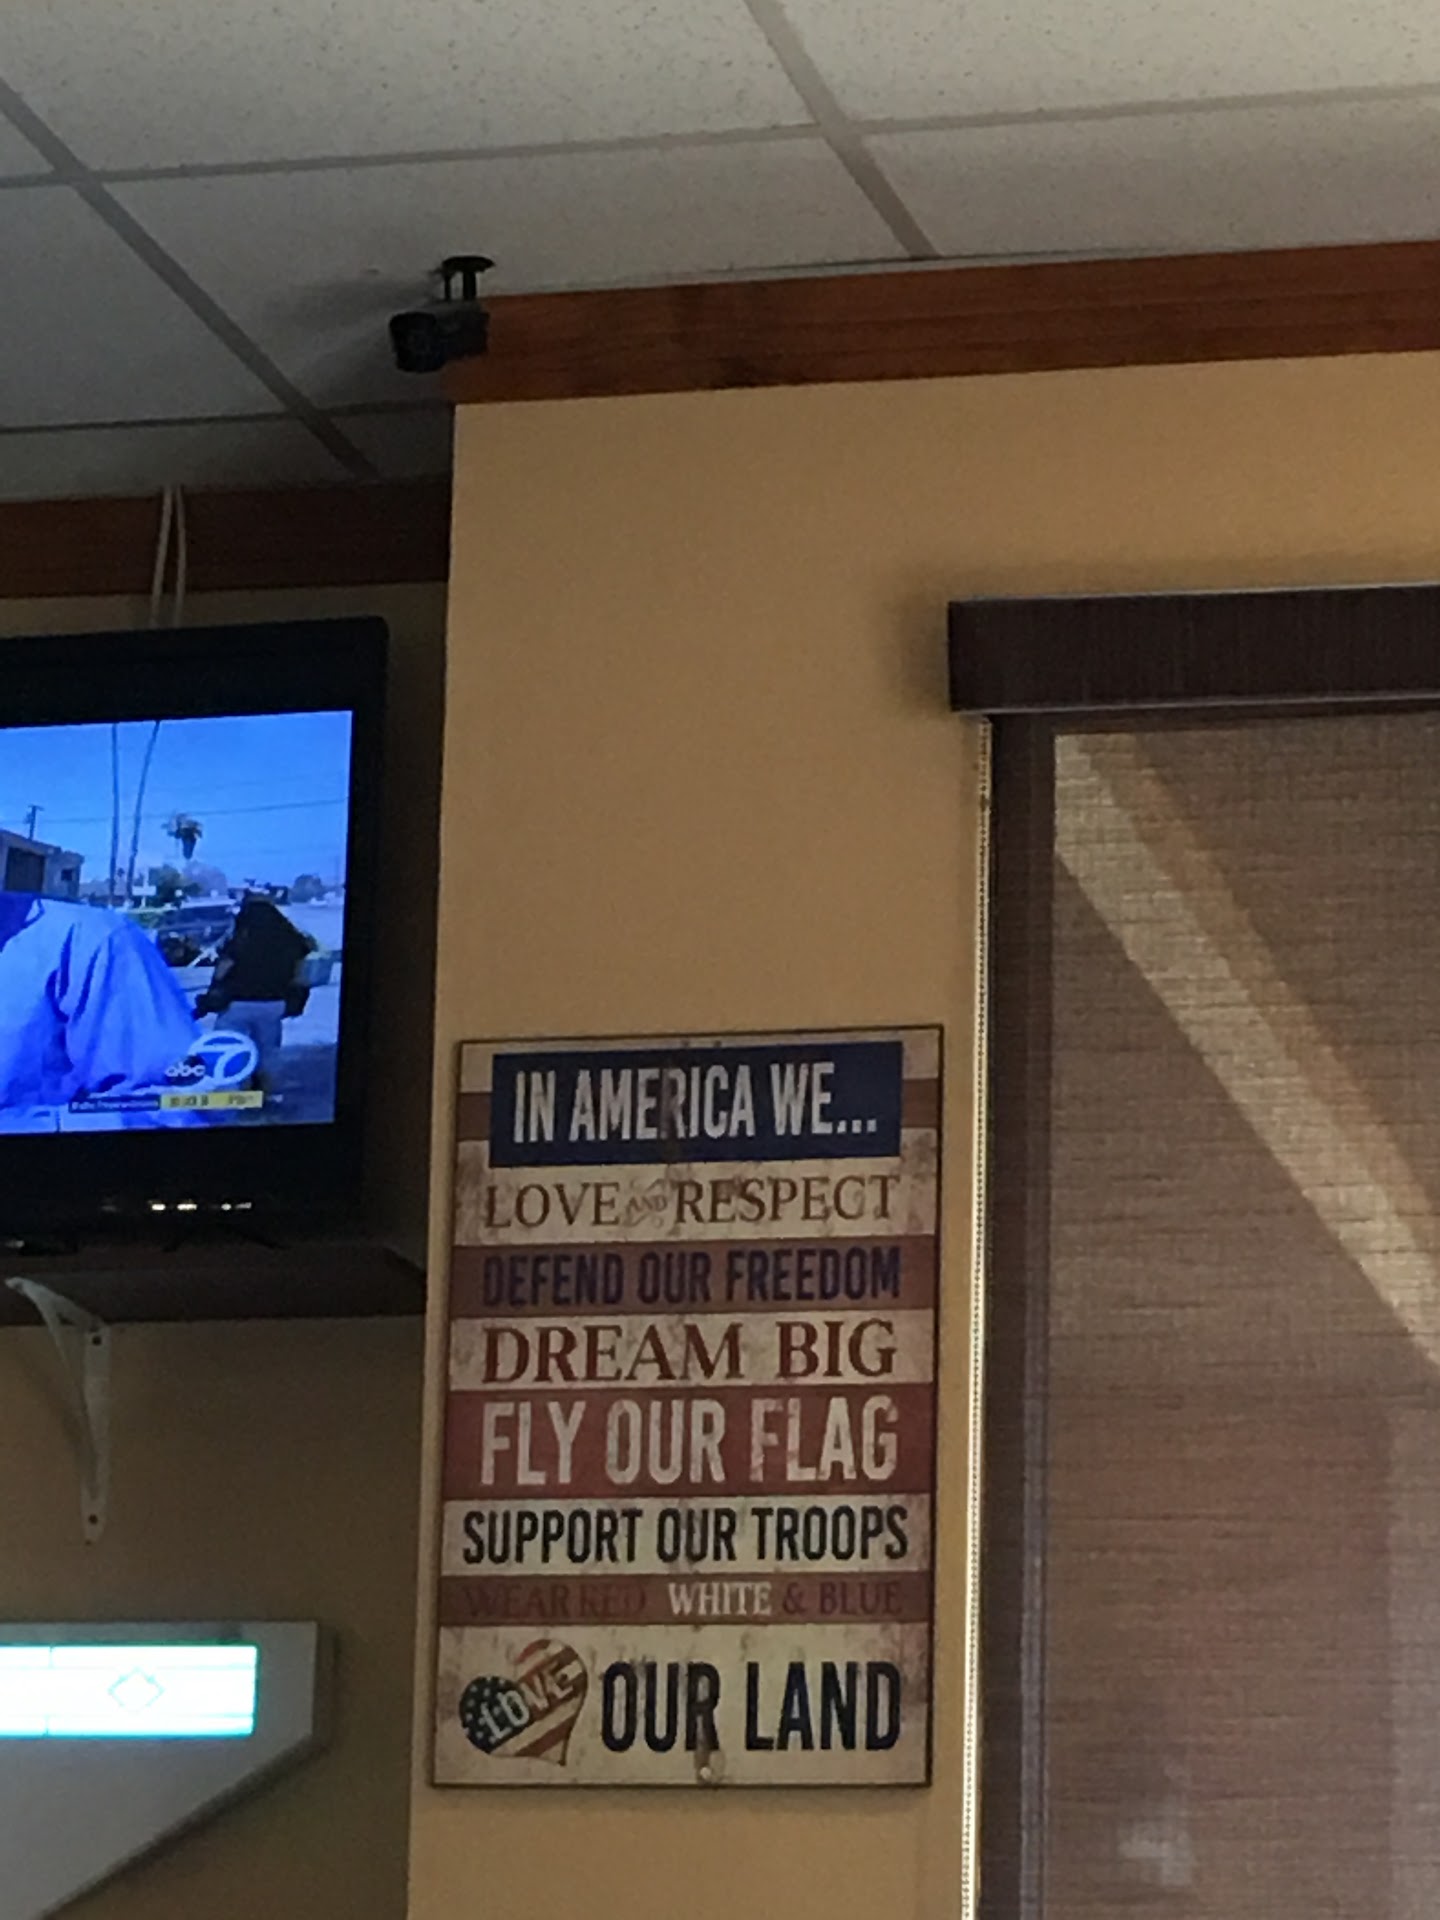 abc 7
IN AMERICA WE...
LOVE AND RESPECT
DEFEND OUR FREEDOM
DREAM BIG
FLY OUR FLAG
SUPPORT OUR TROOPS
WEAR RED WHITE & BLUE
LOVE OUR LAND